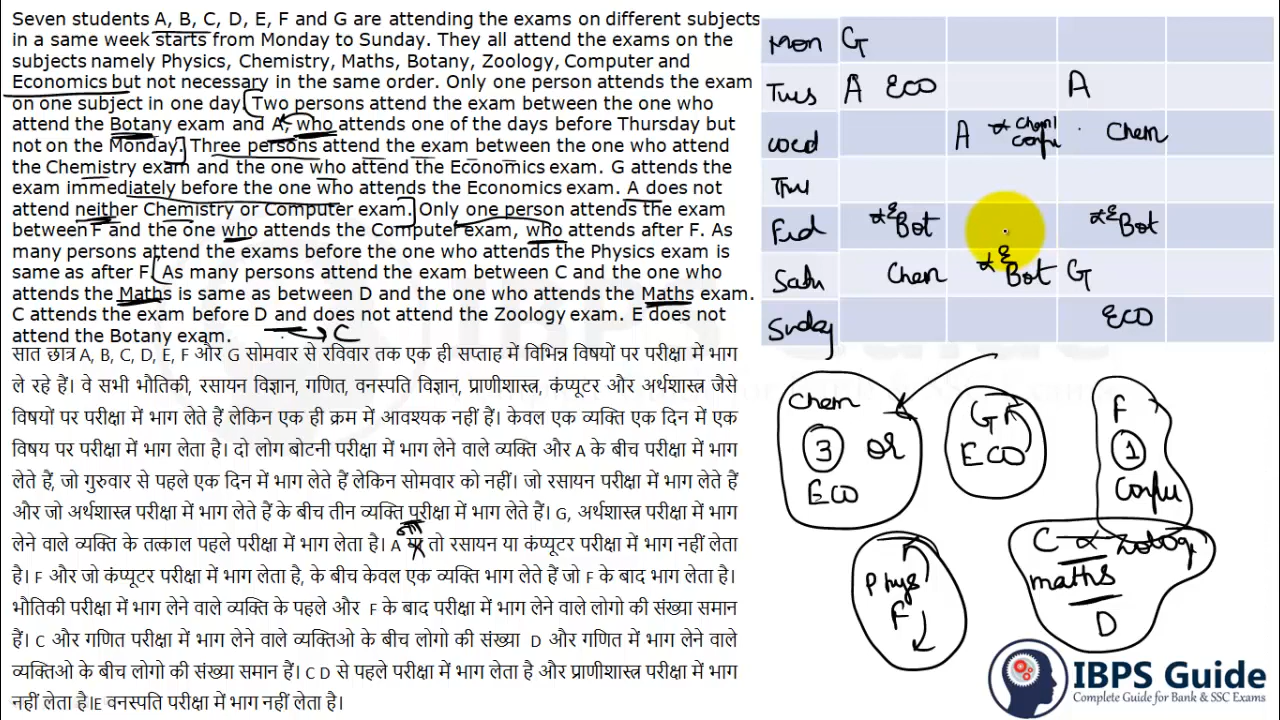 Seven students A, B, C, D, E, F and G are attending the exams on different subjects
in a same week starts from Monday to Sunday. They all attend the exams on the
subjects namely Physics, Chemistry, Maths, Botany, Zoology, Computer and
Economics but not necessary in the same order. Only one person attends the exam
on one subject in one day. Two persons attend the exam between the one who
attend the Botany exam and A, who attends one of the days before Thursday but
not on the Monday. Three persons attend the exam between the one who attend
the Chemistry exam and the one who attend the Economics exam. G attends the
exam immediately before the one who attends the Economics exam. A does not
attend neither Chemistry or Computer exam. Only one person attends the exam
between F and the one who attends the Computer exam, who attends after F. As
many persons attend the exams before the one who attends the Physics exam is
same as after F. As many persons attend the exam between C and the one who
attends the Maths is same as between D and the one who attends the Maths exam.
C attends the exam before D and does not attend the Zoology exam. E does not
attend the Botany exam.
सात छात्र A, B, C, D, E, F और G सोमवार से रविवार तक एक ही सप्ताह में विभिन्न विषयों पर परीक्षा में भाग
ले रहे हैं। वे सभी भौतिकी, रसायन विज्ञान, गणित, वनस्पति विज्ञान, प्राणीशास्त्र, कंप्यूटर और अर्थशास्त्र जैसे
विषयों पर परीक्षा में भाग लेते हैं लेकिन एक ही क्रम में आवश्यक नहीं हैं। केवल एक व्यक्ति एक दिन में एक
विषय पर परीक्षा में भाग लेता है। दो लोग बोटनी परीक्षा में भाग लेने वाले व्यक्ति और A के बीच परीक्षा में भाग
लेते हैं, जो गुरुवार से पहले एक दिन में भाग लेते हैं लेकिन सोमवार को नहीं। जो रसायन परीक्षा में भाग लेते हैं
और जो अर्थशास्त्र परीक्षा में भाग लेते हैं के बीच तीन व्यक्ति परीक्षा में भाग लेते हैं। G, अर्थशास्त्र परीक्षा में भाग
लेने वाले व्यक्ति के तत्काल पहले परीक्षा में भाग लेता है। A तो रसायन या कंप्यूटर परीक्षा में भाग नहीं लेता
है। F और जो कंप्यूटर परीक्षा में भाग लेता है, के बीच केवल एक व्यक्ति भाग लेते हैं जो F के बाद भाग लेता है।
भौतिकी परीक्षा में भाग लेने वाले व्यक्ति के पहले और F के बाद परीक्षा में भाग लेने वाले लोगो की संख्या समान
हैं। C और गणित परीक्षा में भाग लेने वाले व्यक्तिओ के बीच लोगो की संख्या D और गणित में भाग लेने वाले
व्यक्तिओ के बीच लोगो की संख्या समान हैं। C D से पहले परीक्षा में भाग लेता है और प्राणीशास्त्र परीक्षा में भाग
नहीं लेता है।E वनस्पति परीक्षा में भाग नहीं लेता है।
C
Mon G
Tues A ECO A
Wed A Chem Chem
Thu
Bot Bot
Satu Chem Bot G
Sunday ECO
Chem
3 or
ECO
G
ECO
F
1
Phys
F
C
maths
D
IBPS Guide
Complete Guide for Bank & SSC Exams